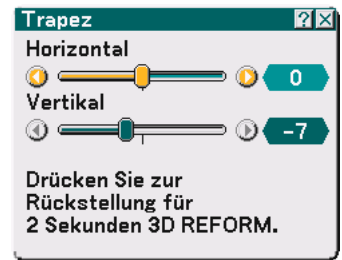 Trapez
Horizontal
0
Vertikal
-7
Drücken Sie zur
Rückstellung für
2 Sekunden 3D REFORM.